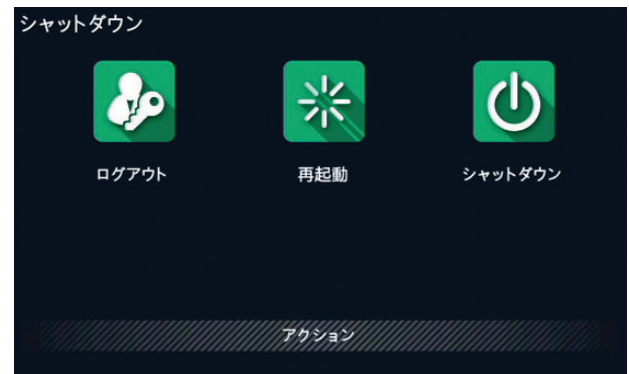 シャットダウン
ログアウト
再起動
シャットダウン
アクション